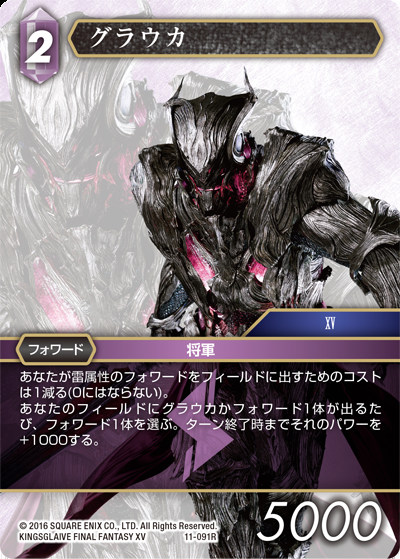 2
グラウカ
XV
フォワード
将軍
あなたが雷属性のフォワードをフィールドに出すためのコスト
は1減る(0にはならない)。
あなたのフィールドにグラウカかフォワード1体が出るた
び、フォワード1体を選ぶ。ターン終了時までそれのパワーを
+1000する。
© 2016 SQUARE ENIX CO., LTD. All Rights Reserved.
KINGSGLAIVE FINAL FANTASY XV 11-091R
5000